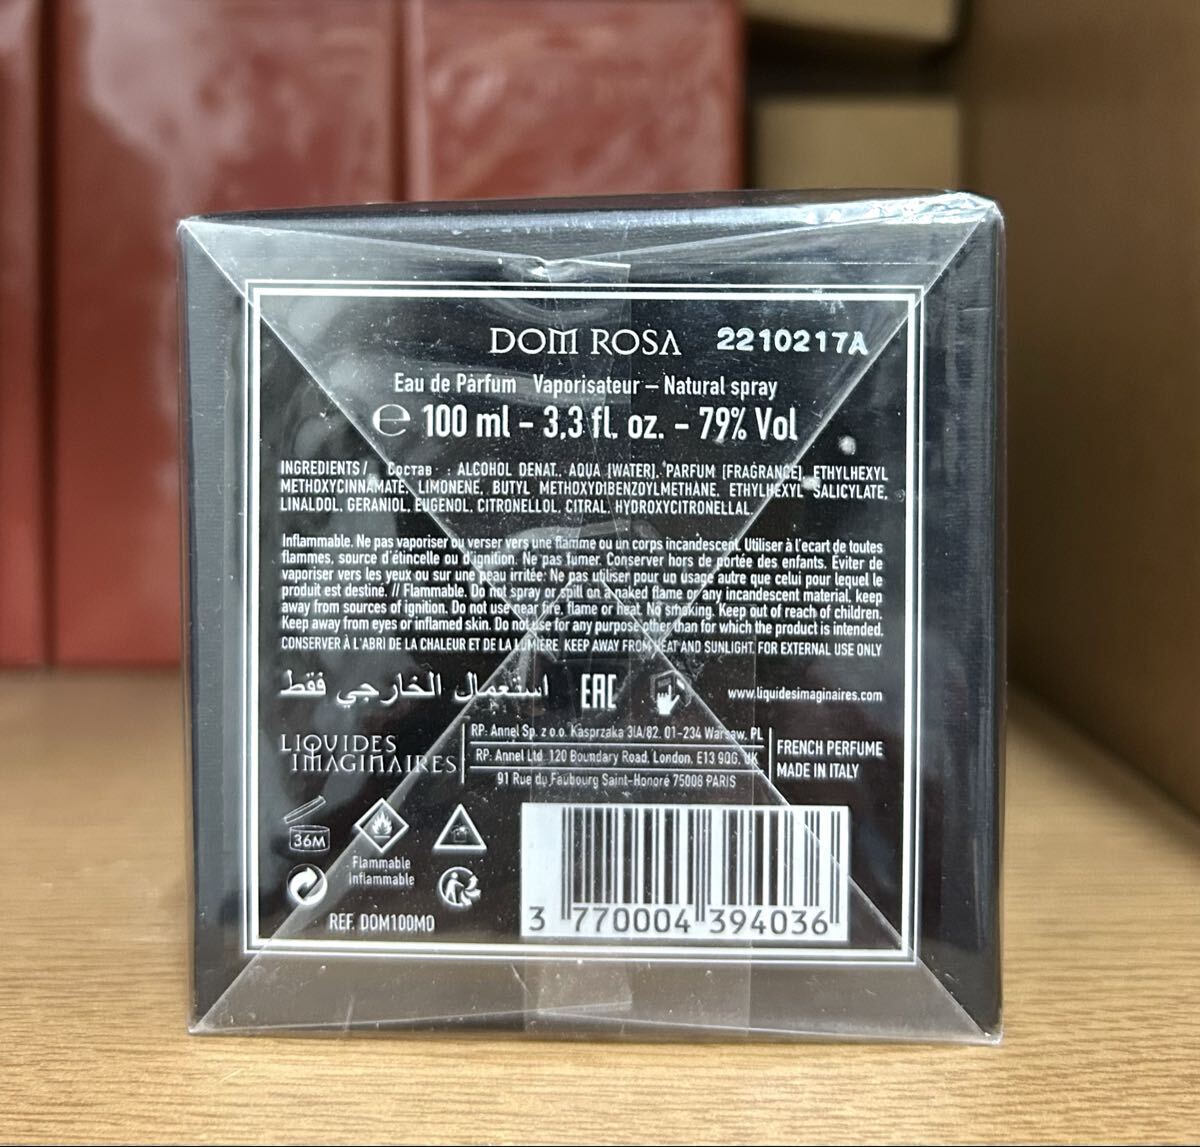 DOM ROSA 2210217A
Eau de Parfum Vaporisateur – Natural spray
℮ 100 ml - 3,3 fl. oz. - 79% Vol
INGREDIENTS / Состав : ALCOHOL DENAT., AQUA (WATER), PARFUM (FRAGRANCE), ETHYLHEXYL
METHOXYCINNAMATE, LIMONENE, BUTYL METHOXYDIBENZOYLMETHANE, ETHYLHEXYL SALICYLATE,
LINALOOL, GERANIOL, EUGENOL, CITRONELLOL, CITRAL, HYDROXYCITRONELLAL.
Inflammable. Ne pas vaporiser ou verser vers une flamme ou un corps incandescent. Utiliser à l'ecart de toutes
flammes, source d'étincelle ou d'ignition. Ne pas fumer. Conserver hors de portée des enfants. Éviter de
vaporiser vers les yeux ou sur une peau irritée. Ne pas utiliser pour un usage autre que celui pour lequel le
produit est destiné. // Flammable. Do not spray or spill on a naked flame or any incandescent material, keep
away from sources of ignition. Do not use near fire, flame or heat. No smoking. Keep out of reach of children.
Keep away from eyes or inflamed skin. Do not use for any purpose other than for which the product is intended.
CONSERVER À L'ABRI DE LA CHALEUR ET DE LA LUMIÈRE. KEEP AWAY FROM HEAT AND SUNLIGHT. FOR EXTERNAL USE ONLY
استعمال الخارجي فقط EAC www.liquidesimaginaires.com
LIQUIDES
IMAGINAIRES
RP: Annel Sp. z o.o. Kasprzaka 31A/82, 01-234 Warsaw, PL
RP: Annel Ltd. 120 Boundary Road, London, E13 9QG, UK
91 Rue du Faubourg Saint-Honoré 75008 PARIS
FRENCH PERFUME
MADE IN ITALY
36M
Flammable
Inflammable
REF. DOM100MO
3 770004 394036